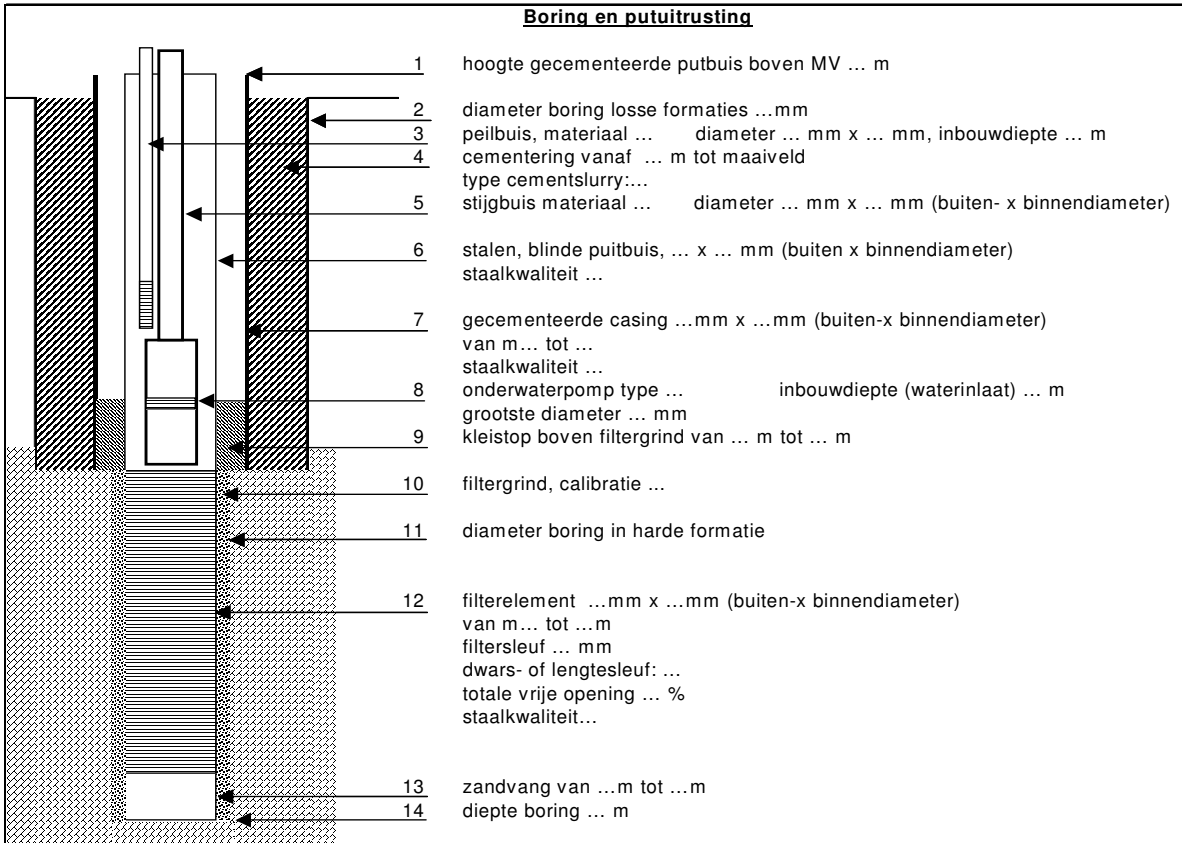 Boring en putuitrusting
1 hoogte gecementeerde putbuis boven MV ... m
2 diameter boring losse formaties ...mm
3 peilbuis, materiaal ... diameter ... mm x ... mm, inbouwdiepte ... m
4 cementering vanaf ... m tot maaiveld
type cementslurry:...
5 stijgbuis materiaal ... diameter ... mm x ... mm (buiten- x binnendiameter)
6 stalen, blinde puitbuis, ... x ... mm (buiten x binnendiameter)
staalkwaliteit ...
7 gecementeerde casing ...mm x ...mm (buiten-x binnendiameter)
van m... tot ...
staalkwaliteit ...
8 onderwaterpomp type ... inbouwdiepte (waterinlaat) ... m
grootste diameter ... mm
9 kleistop boven filtergrind van ... m tot ... m
10 filtergrind, calibratie ...
11 diameter boring in harde formatie
12 filterelement ...mm x ...mm (buiten-x binnendiameter)
van m... tot ...m
filtersleuf ... mm
dwars- of lengtesleuf: ...
totale vrije opening ... %
staalkwaliteit...
13 zandvang van ...m tot ...m
14 diepte boring ... m